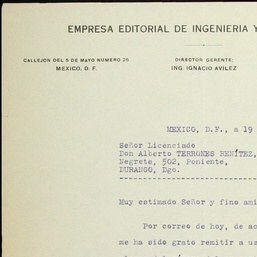 EMPRESA EDITORIAL DE INGENIERIA Y
CALLEJON DEL 5 DE MAYO NUMERO 29
MEXICO, D. F.
DIRECTOR GERENTE:
ING. IGNACIO AVILEZ
MEXICO, D.F., a 19
Señor Licenciado
Don Alberto TERRONES BENÍTEZ,
Negrete, 502, Poniente,
DURANGO, Dgo.
Muy estimado Señor y fino ami
Por correo de hoy, de ac
me ha sido grato remitir a us